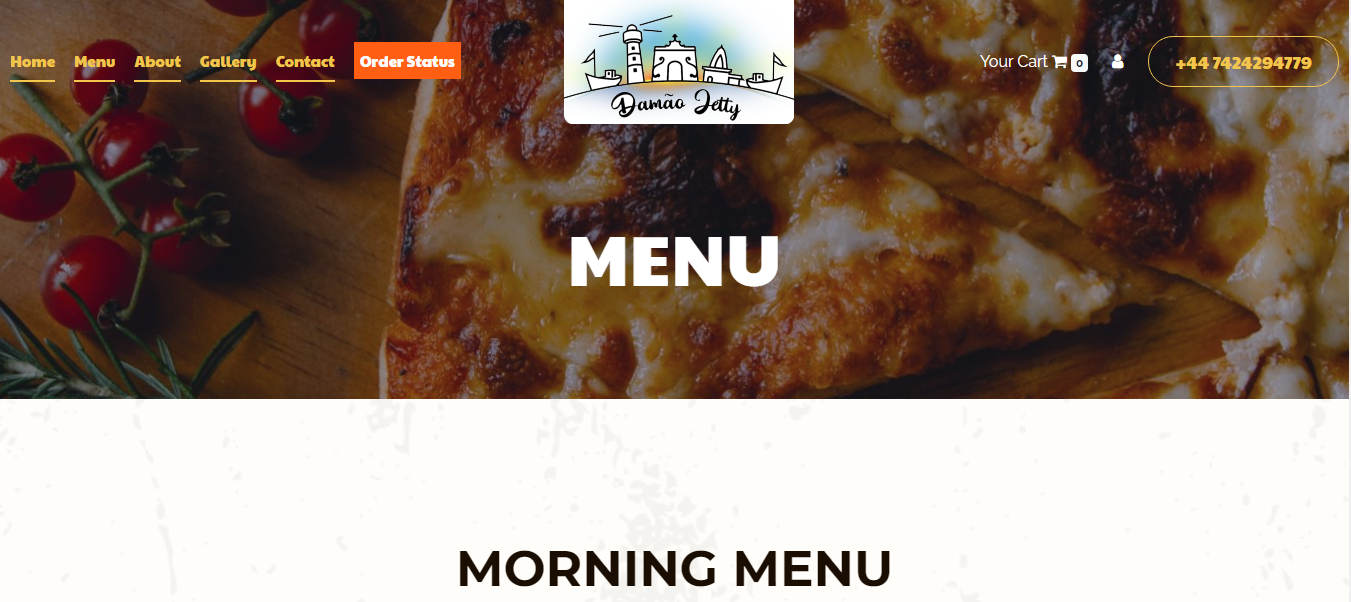 Home Menu About Gallery Contact Order Status
Damão Jetty
Your Cart 0
+44 7424294779
MENU
MORNING MENU